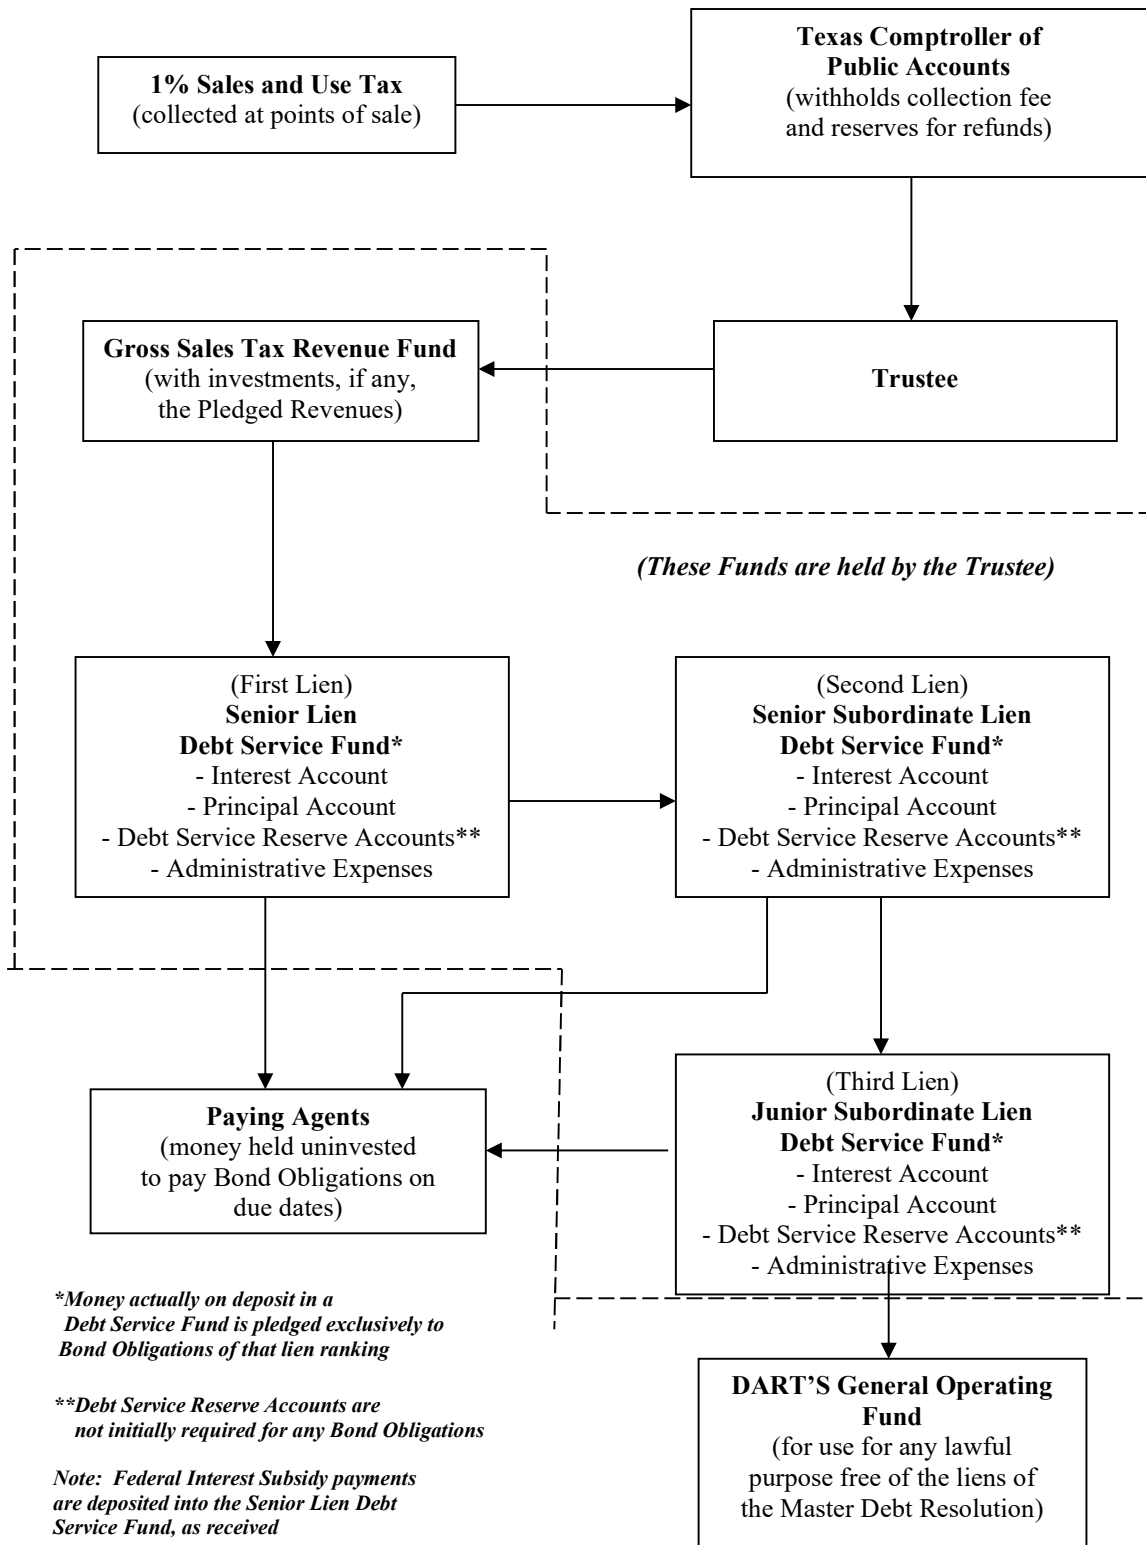 1% Sales and Use Tax
(collected at points of sale)
Texas Comptroller of
Public Accounts
(withholds collection fee
and reserves for refunds)
Gross Sales Tax Revenue Fund
(with investments, if any,
the Pledged Revenues)
Trustee
(These Funds are held by the Trustee)
(First Lien)
Senior Lien
Debt Service Fund*
- Interest Account
- Principal Account
- Debt Service Reserve Accounts**
- Administrative Expenses
(Second Lien)
Senior Subordinate Lien
Debt Service Fund*
- Interest Account
- Principal Account
- Debt Service Reserve Accounts**
- Administrative Expenses
Paying Agents
(money held uninvested
to pay Bond Obligations on
due dates)
(Third Lien)
Junior Subordinate Lien
Debt Service Fund*
- Interest Account
- Principal Account
- Debt Service Reserve Accounts**
- Administrative Expenses
*Money actually on deposit in a
Debt Service Fund is pledged exclusively to
Bond Obligations of that lien ranking
**Debt Service Reserve Accounts are
not initially required for any Bond Obligations
Note: Federal Interest Subsidy payments
are deposited into the Senior Lien Debt
Service Fund, as received
DART'S General Operating
Fund
(for use for any lawful
purpose free of the liens of
the Master Debt Resolution)